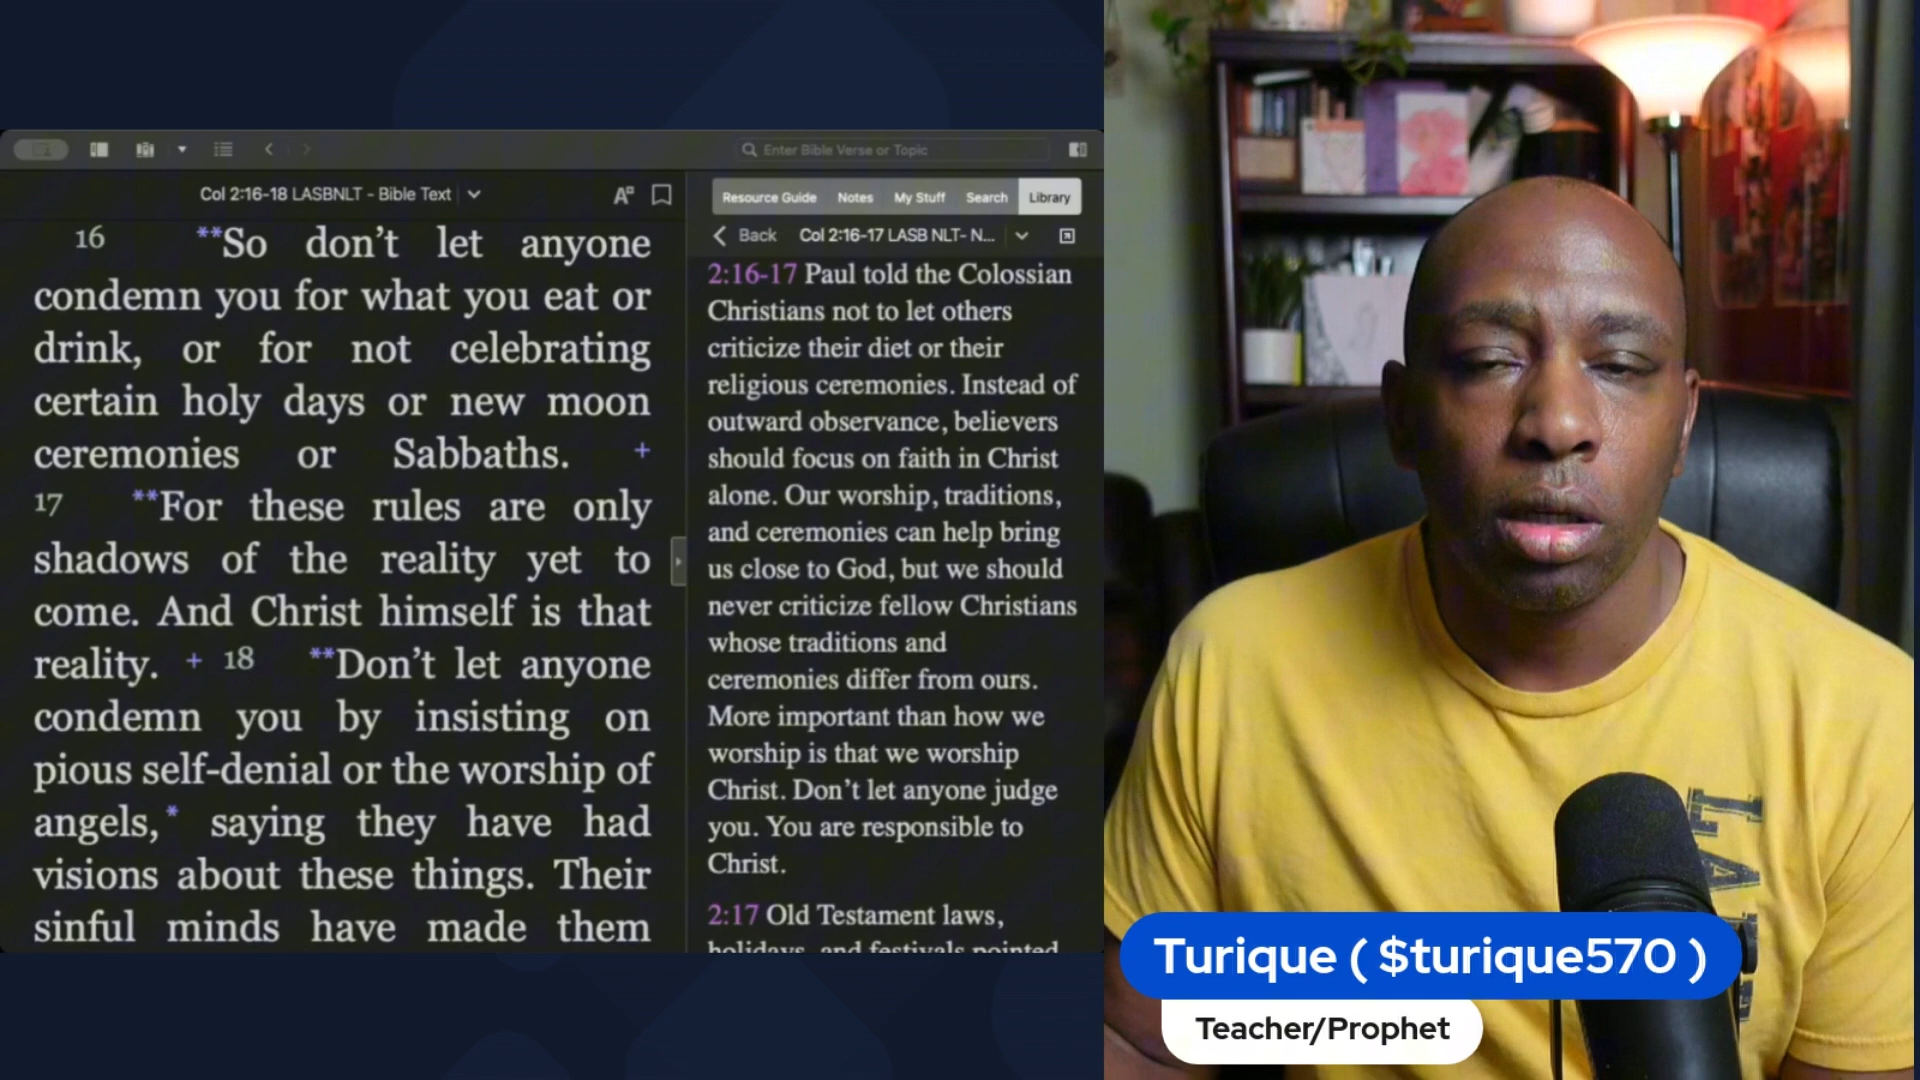 Enter Bible Verse or Topic
Col 2:16-18 LASBNLT - Bible Text
16 **So don't let anyone
condemn you for what you eat or
drink, or for not celebrating
certain holy days or new moon
ceremonies or Sabbaths. +
17 **For these rules are only
shadows of the reality yet to
come. And Christ himself is that
reality. + 18 **Don't let anyone
condemn you by insisting on
pious self-denial or the worship of
angels,* saying they have had
visions about these things. Their
sinful minds have made them
Resource Guide Notes My Stuff Search Library
Back Col 2:16-17 LASB NLT- N...
2:16-17 Paul told the Colossian
Christians not to let others
criticize their diet or their
religious ceremonies. Instead of
outward observance, believers
should focus on faith in Christ
alone. Our worship, traditions,
and ceremonies can help bring
us close to God, but we should
never criticize fellow Christians
whose traditions and
ceremonies differ from ours.
More important than how we
worship is that we worship
Christ. Don't let anyone judge
you. You are responsible to
Christ.
2:17 Old Testament laws,
holidays, and festivals pointed
Turique ( $turique570 )
Teacher/Prophet